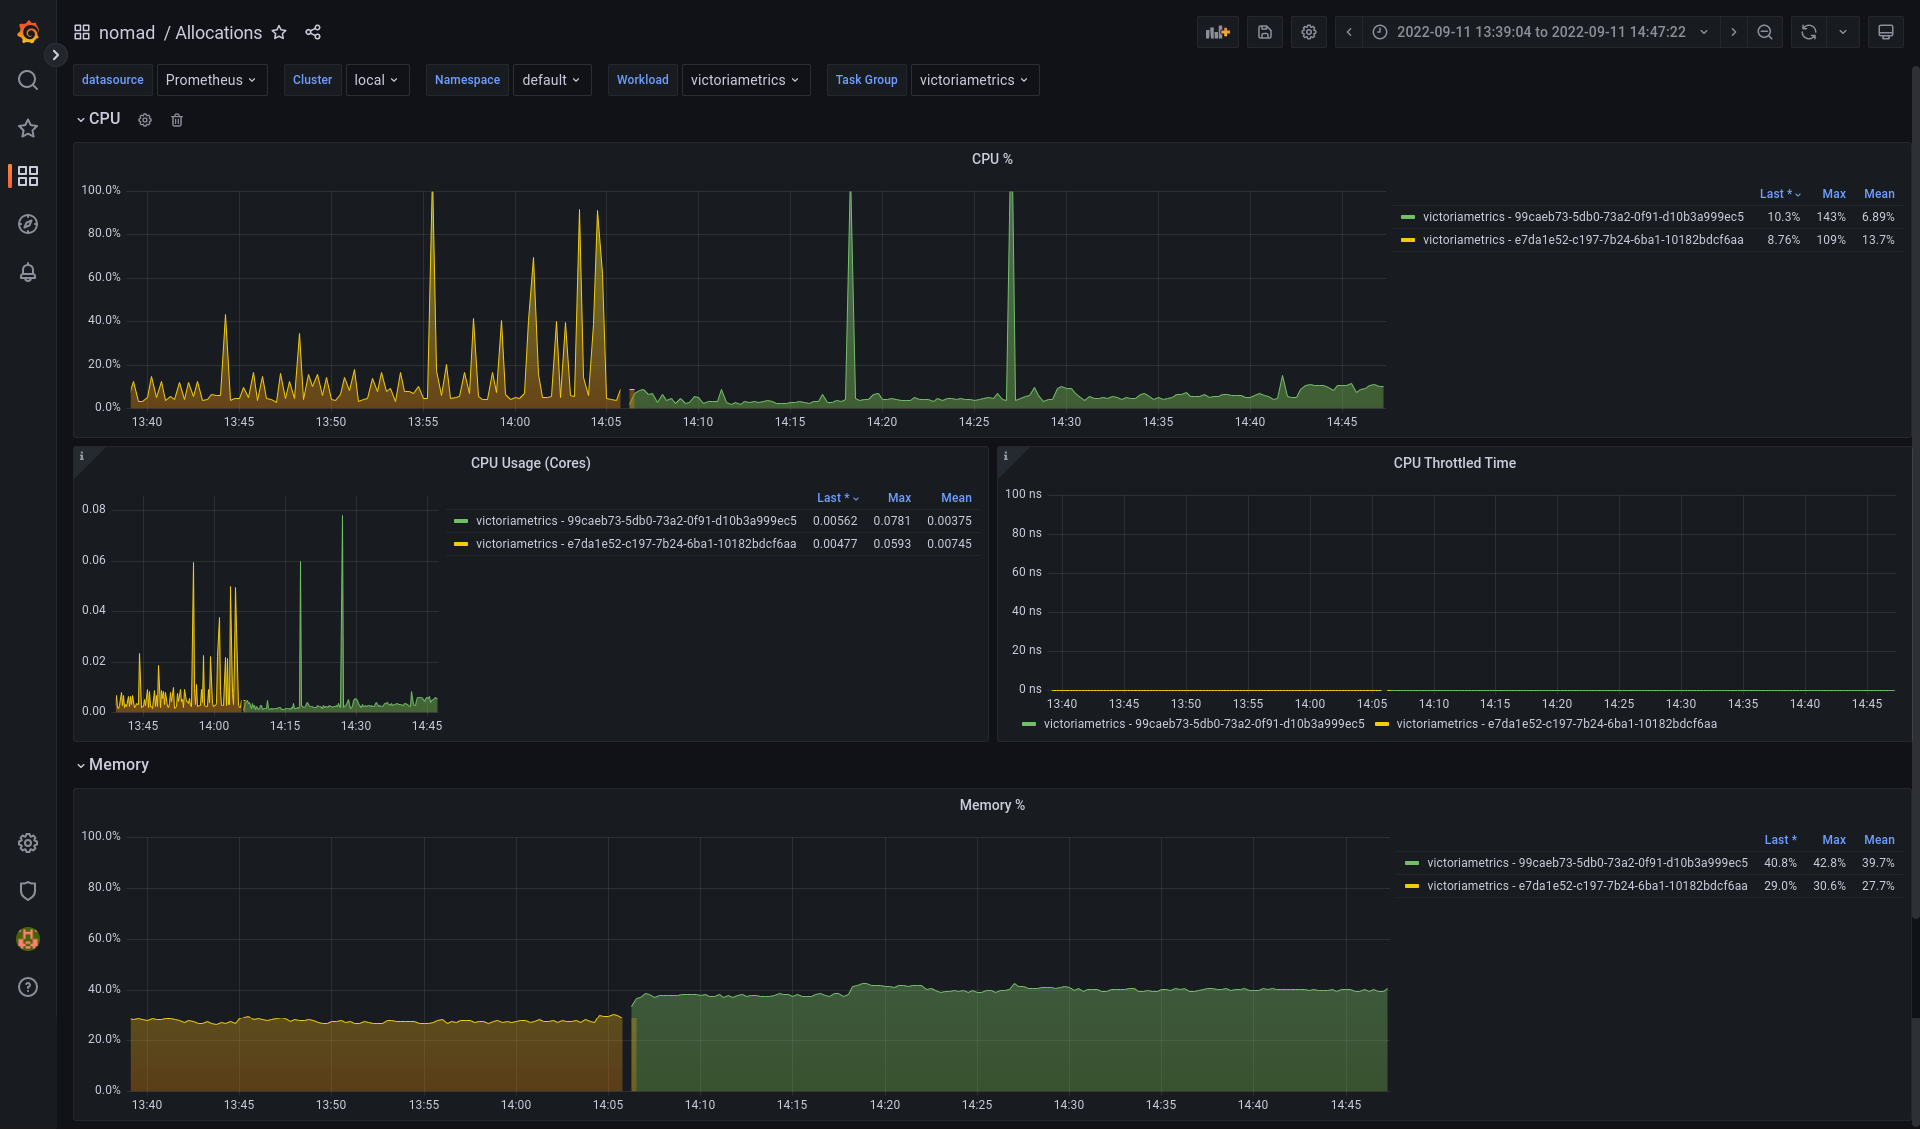 nomad / Allocations
2022-09-11 13:39:04 to 2022-09-11 14:47:22
datasource Prometheus Cluster local Namespace default Workload victoriametrics Task Group victoriametrics
CPU
CPU %
100.0%
80.0%
60.0%
40.0%
20.0%
0.0%
13:40 13:45 13:50 13:55 14:00 14:05 14:10 14:15 14:20 14:25 14:30 14:35 14:40 14:45
Last * Max Mean
victoriametrics - 99caeb73-5db0-73a2-0f91-d10b3a999ec5 10.3% 143% 6.89%
victoriametrics - e7da1e52-c197-7b24-6ba1-10182bdcf6aa 8.76% 109% 13.7%
i
CPU Usage (Cores)
0.08
0.06
0.04
0.02
0.00
13:45 14:00 14:15 14:30 14:45
Last * Max Mean
victoriametrics - 99caeb73-5db0-73a2-0f91-d10b3a999ec5 0.00562 0.0781 0.00375
victoriametrics - e7da1e52-c197-7b24-6ba1-10182bdcf6aa 0.00477 0.0593 0.00745
i
CPU Throttled Time
100 ns
80 ns
60 ns
40 ns
20 ns
0 ns
13:40 13:45 13:50 13:55 14:00 14:05 14:10 14:15 14:20 14:25 14:30 14:35 14:40 14:45
victoriametrics - 99caeb73-5db0-73a2-0f91-d10b3a999ec5 victoriametrics - e7da1e52-c197-7b24-6ba1-10182bdcf6aa
Memory
Memory %
100.0%
80.0%
60.0%
40.0%
20.0%
0.0%
13:40 13:45 13:50 13:55 14:00 14:05 14:10 14:15 14:20 14:25 14:30 14:35 14:40 14:45
Last * Max Mean
victoriametrics - 99caeb73-5db0-73a2-0f91-d10b3a999ec5 40.8% 42.8% 39.7%
victoriametrics - e7da1e52-c197-7b24-6ba1-10182bdcf6aa 29.0% 30.6% 27.7%